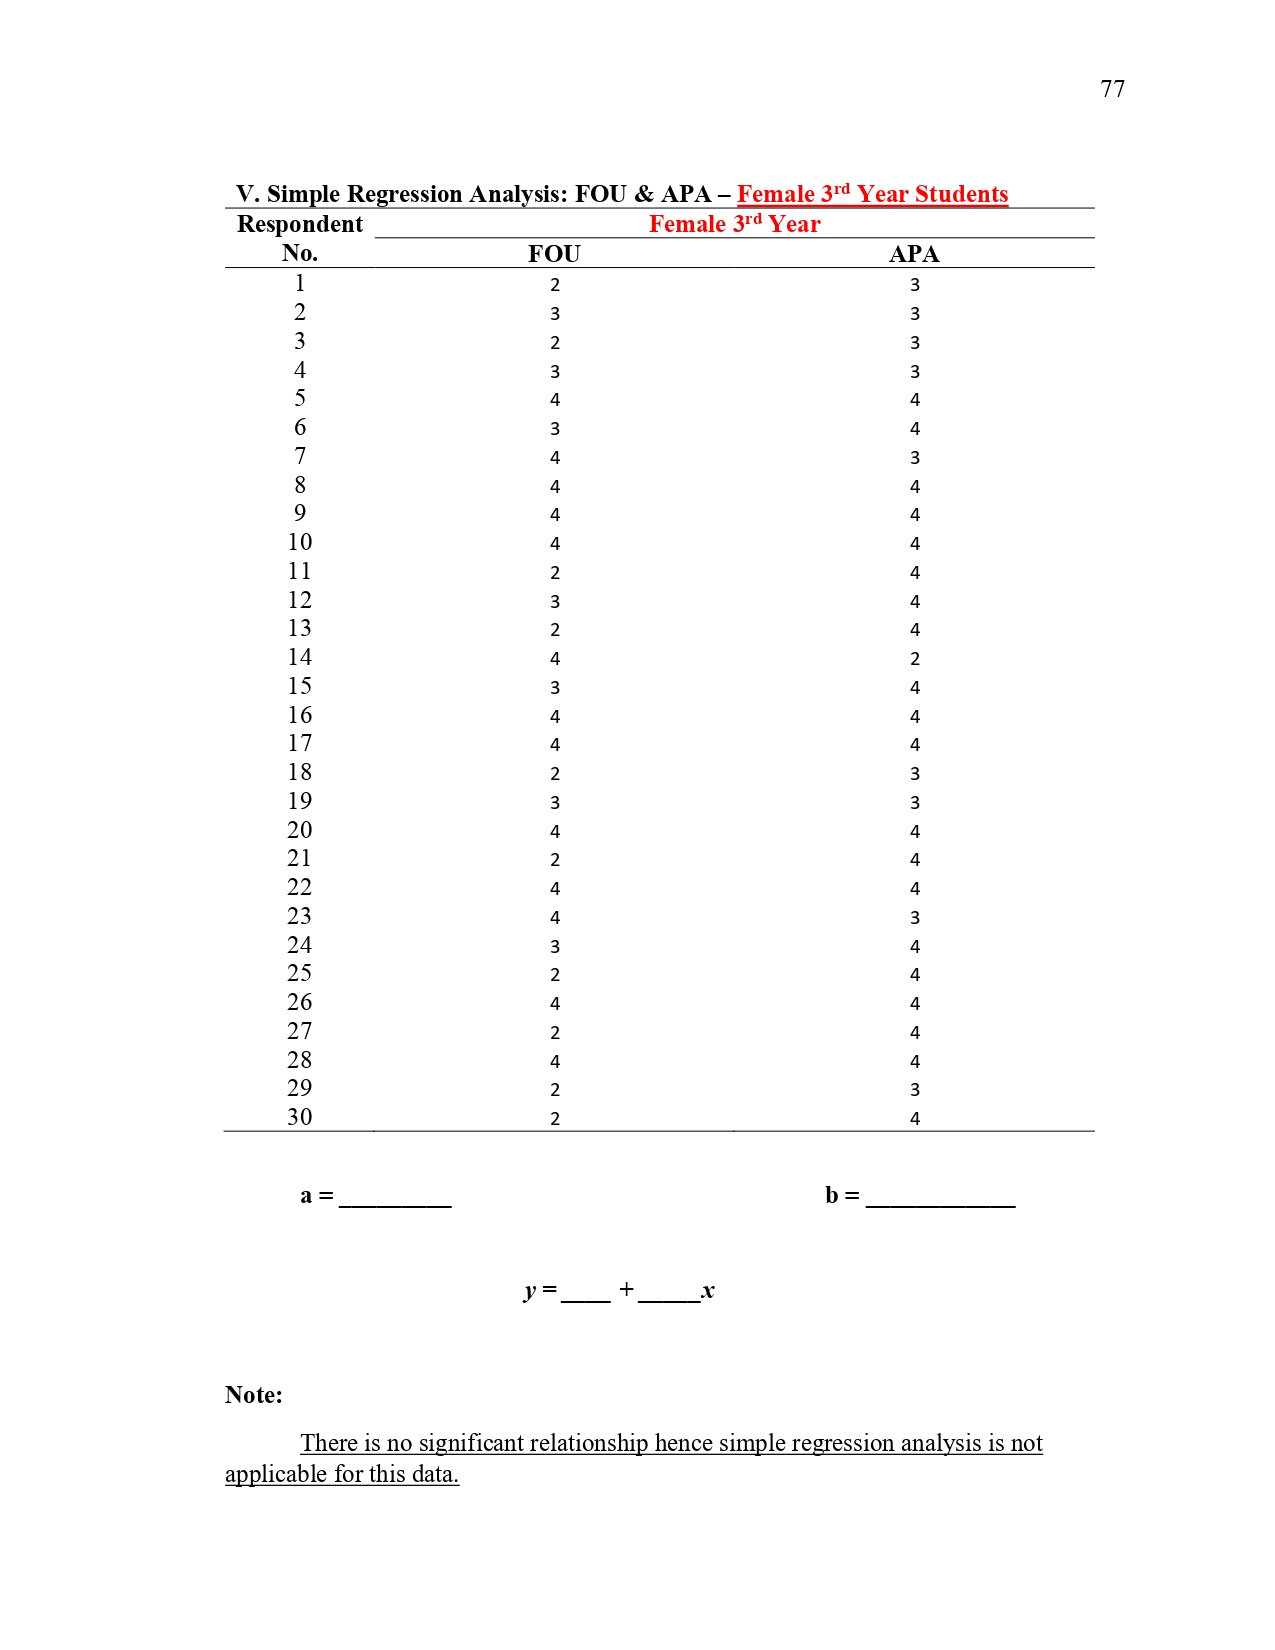 77
V. Simple Regression Analysis: FOU & APA – Female 3rd Year Students
Respondent No. Female 3rd Year
FOU APA
1 2 3
2 3 3
3 2 3
4 3 3
5 4 4
6 3 4
7 4 3
8 4 4
9 4 4
10 4 4
11 2 4
12 3 4
13 2 4
14 4 2
15 3 4
16 4 4
17 4 4
18 2 3
19 3 3
20 4 4
21 2 4
22 4 4
23 4 3
24 3 4
25 2 4
26 4 4
27 2 4
28 4 4
29 2 3
30 2 4
a = _________ b = ____________
y = ____ + _____x
Note:
There is no significant relationship hence simple regression analysis is not
applicable for this data.